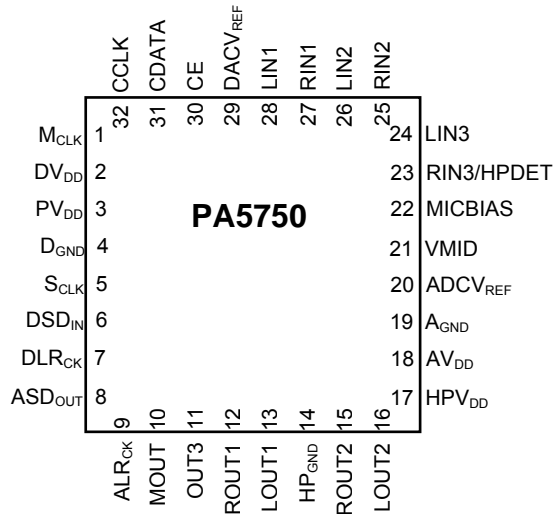 CCLK
CDATA
CE
DACVREF
LIN1
RIN1
LIN2
RIN2
32
31
30
29
28
27
26
25
MCLK 1
DVDD 2
PVDD 3
DGND 4
SCLK 5
DSDIN 6
DLRCK 7
ASDOUT 8
PA5750
24 LIN3
23 RIN3/HPDET
22 MICBIAS
21 VMID
20 ADCVREF
19 AGND
18 AVDD
17 HPVDD
9
10
11
12
13
14
15
16
ALRCK
MOUT
OUT3
ROUT1
LOUT1
HPGND
ROUT2
LOUT2